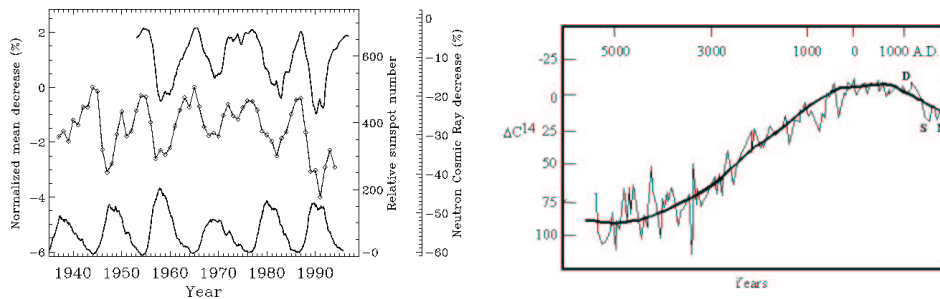 Normalized mean decrease (%)
2
0
-2
-4
-6
1940 1950 1960 1970 1980 1990
Year
600
400
200
0
Relative sunspot number
0
-10
-20
-30
-40
-50
-60
Neutron Cosmic Ray decrease (%)
5000 3000 1000 0 1000 A.D.
-25
0
25
50
75
100
ΔC14
D
S
Years